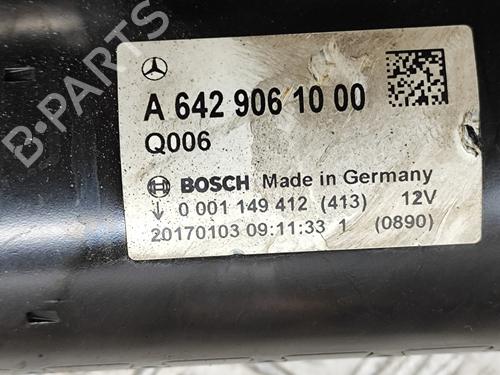 A 642 906 10 00
Q006
BOSCH Made in Germany
↓ 0 001 149 412 (413) 12V
20170103 09:11:33 1 (0890)
B-PARTS